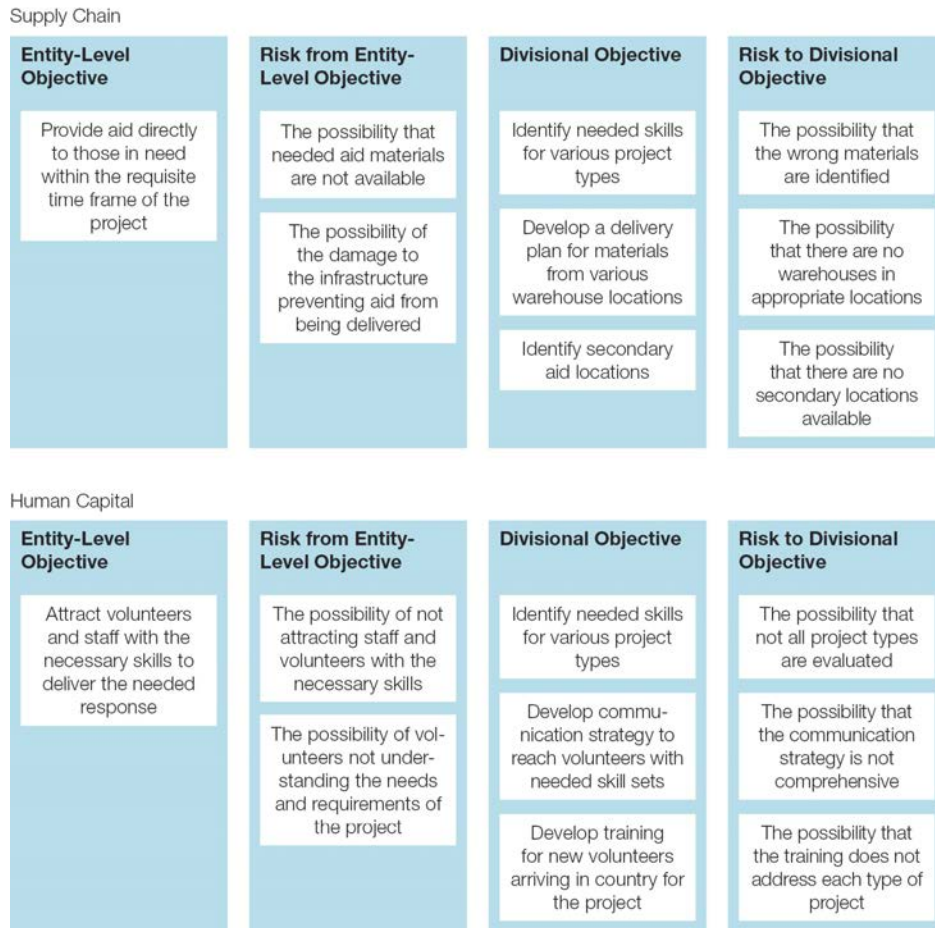 Supply Chain
Entity-Level
Objective
Provide aid directly
to those in need
within the requisite
time frame of the
project
Risk from Entity-
Level Objective
The possibility that
needed aid materials
are not available
The possibility of
the damage to
the infrastructure
preventing aid from
being delivered
Divisional Objective
Identify needed skills
for various project
types
Develop a delivery
plan for materials
from various
warehouse locations
Identify secondary
aid locations
Risk to Divisional
Objective
The possibility that
the wrong materials
are identified
The possibility
that there are no
warehouses in
appropriate locations
The possibility
that there are no
secondary locations
available
Human Capital
Entity-Level
Objective
Attract volunteers
and staff with the
necessary skills to
deliver the needed
response
Risk from Entity-
Level Objective
The possibility of not
attracting staff and
volunteers with the
necessary skills
The possibility of vol-
unteers not under-
standing the needs
and requirements of
the project
Divisional Objective
Identify needed skills
for various project
types
Develop commu-
nication strategy to
reach volunteers with
needed skill sets
Develop training
for new volunteers
arriving in country for
the project
Risk to Divisional
Objective
The possibility that
not all project types
are evaluated
The possibility that
the communication
strategy is not
comprehensive
The possibility that
the training does not
address each type of
project